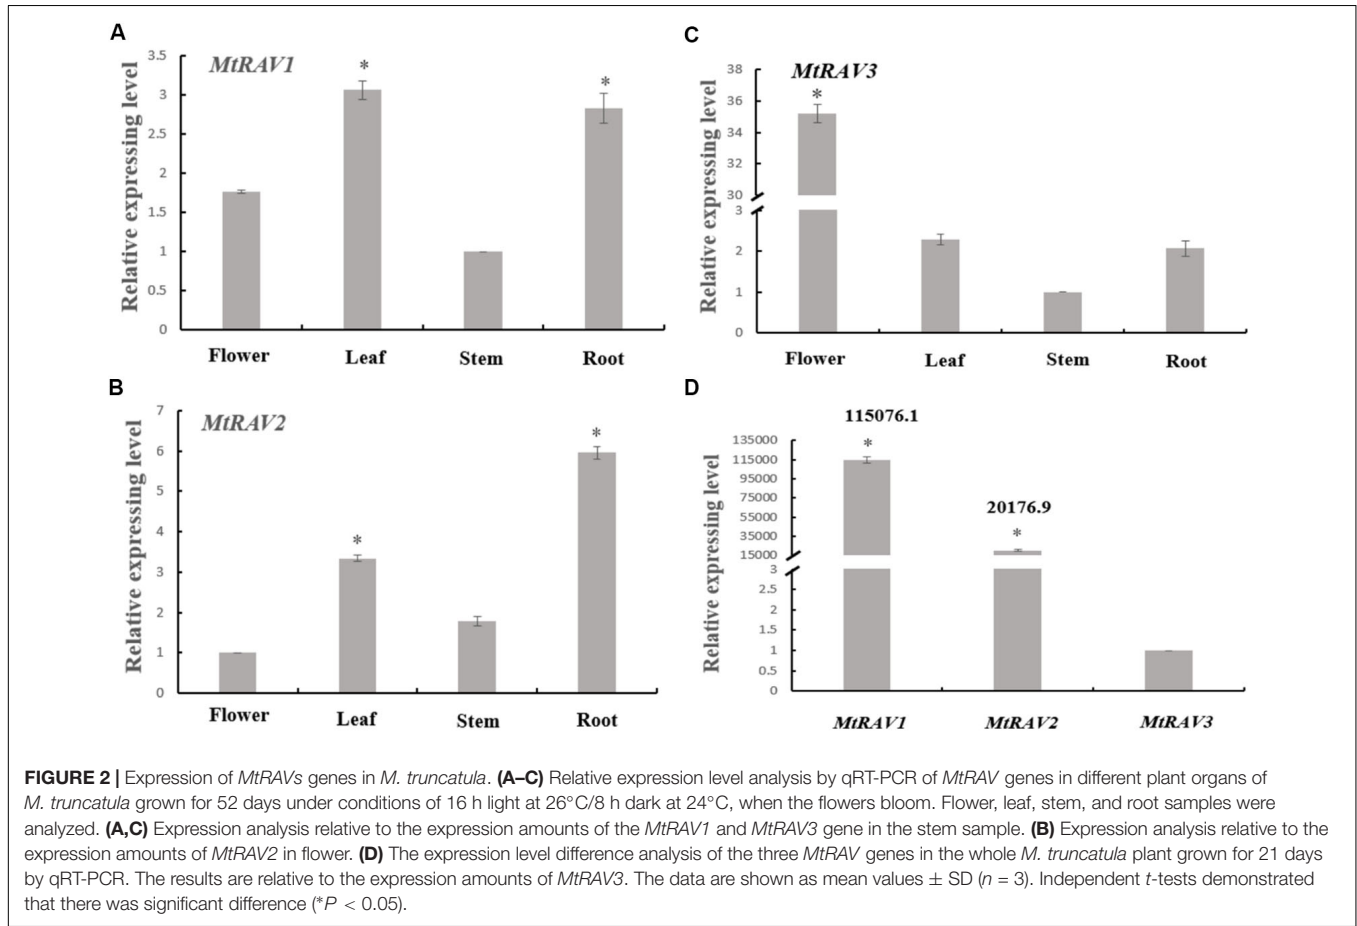 A
MtRAV1
Relative expressing level
3.5
3
2.5
2
1.5
1
0.5
0
*
*
Flower Leaf Stem Root
C
MtRAV3
Relative expressing level
38
36
34
32
30
3
2
1
0
*
Flower Leaf Stem Root
B
MtRAV2
Relative expressing level
7
6
5
4
3
2
1
0
*
*
Flower Leaf Stem Root
D
Relative expressing level
135000
115000
95000
75000
55000
35000
15000
3
2.5
2
1.5
1
0.5
0
115076.1
*
20176.9
*
MtRAV1 MtRAV2 MtRAV3
FIGURE 2 | Expression of MtRAVs genes in M. truncatula. (A–C) Relative expression level analysis by qRT-PCR of MtRAV genes in different plant organs of
M. truncatula grown for 52 days under conditions of 16 h light at 26°C/8 h dark at 24°C, when the flowers bloom. Flower, leaf, stem, and root samples were
analyzed. (A,C) Expression analysis relative to the expression amounts of the MtRAV1 and MtRAV3 gene in the stem sample. (B) Expression analysis relative to the
expression amounts of MtRAV2 in flower. (D) The expression level difference analysis of the three MtRAV genes in the whole M. truncatula plant grown for 21 days
by qRT-PCR. The results are relative to the expression amounts of MtRAV3. The data are shown as mean values ± SD (n = 3). Independent t-tests demonstrated
that there was significant difference (*P < 0.05).